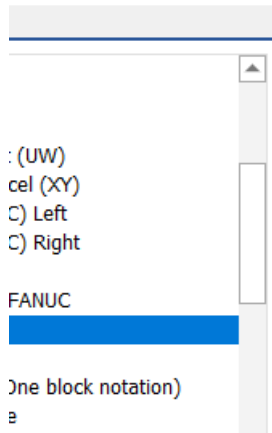 : (UW)
cel (XY)
C) Left
C) Right
FANUC
One block notation)
e